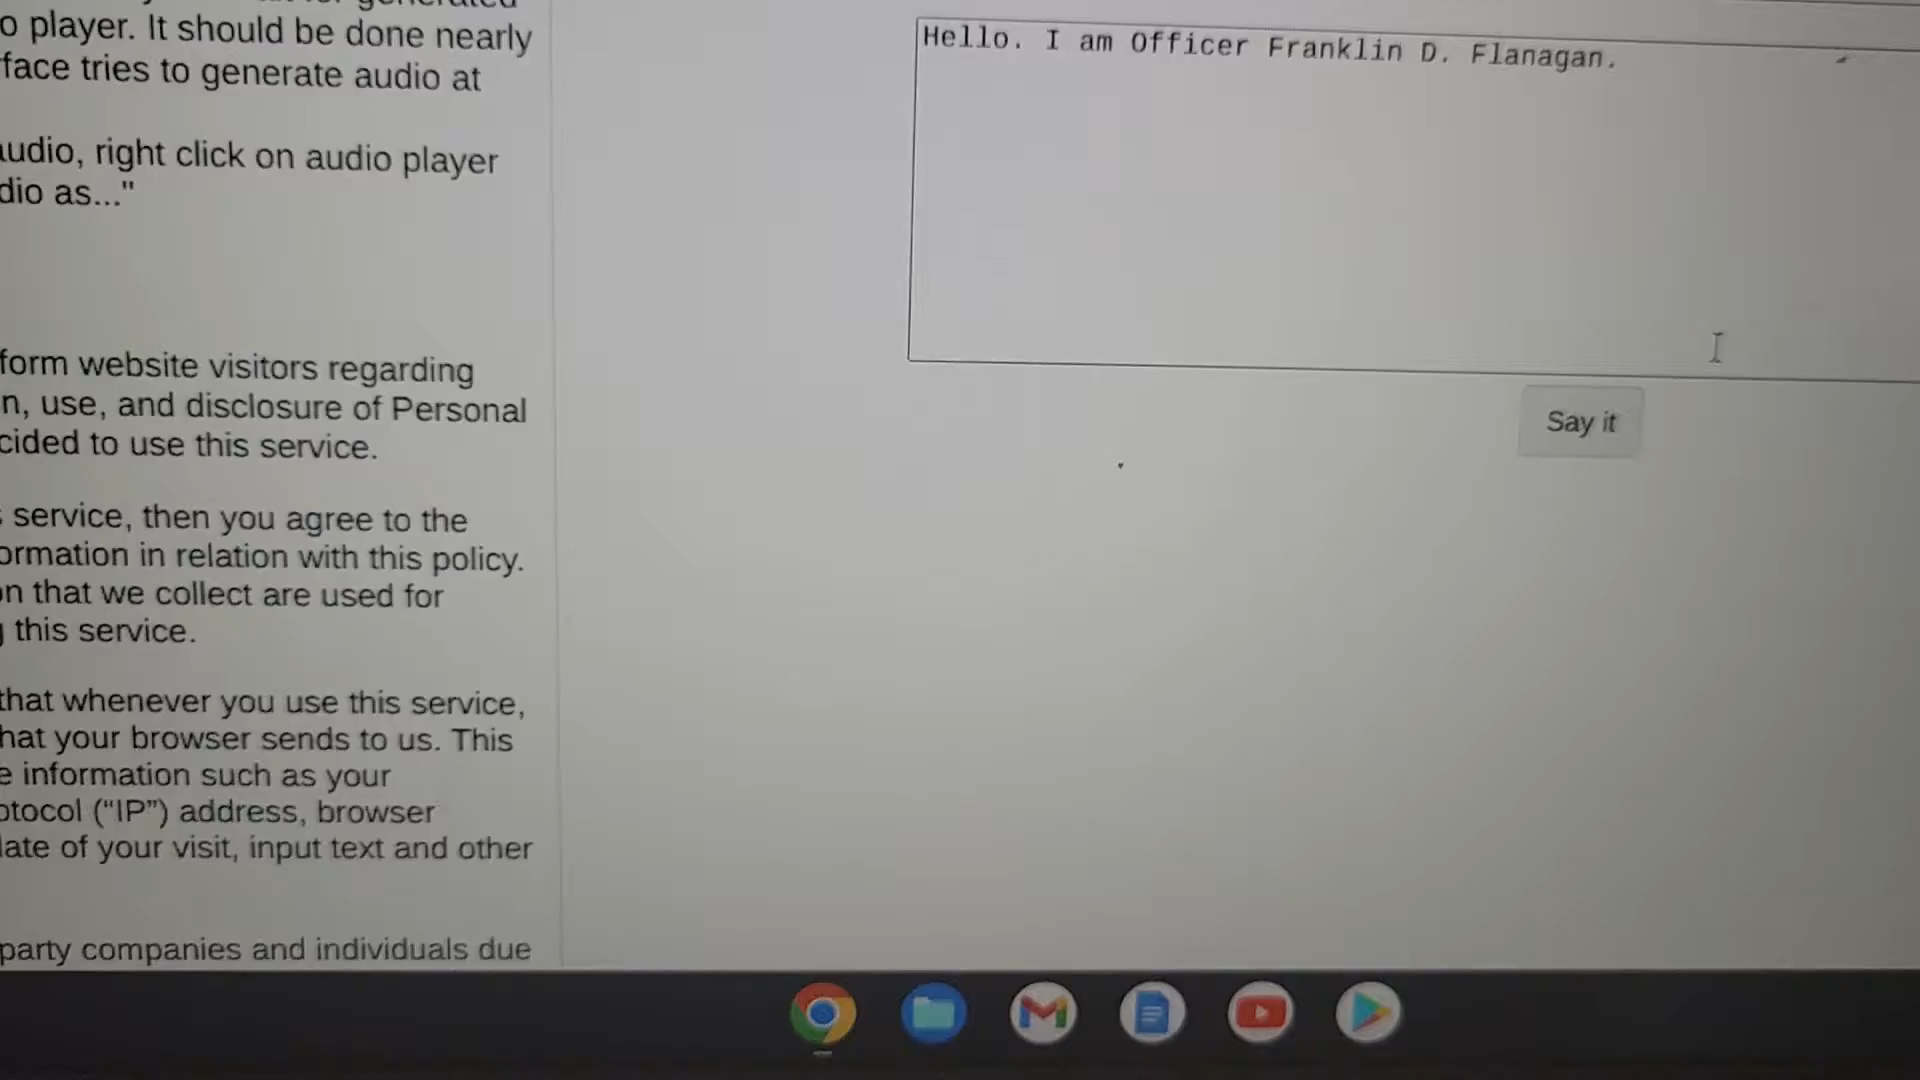 o player. It should be done nearly
face tries to generate audio at
audio, right click on audio player
dio as..."
form website visitors regarding
n, use, and disclosure of Personal
cided to use this service.
service, then you agree to the
ormation in relation with this policy.
on that we collect are used for
this service.
that whenever you use this service,
hat your browser sends to us. This
e information such as your
otocol (“IP”) address, browser
date of your visit, input text and other
party companies and individuals due
Hello. I am Officer Franklin D. Flanagan.
Say it